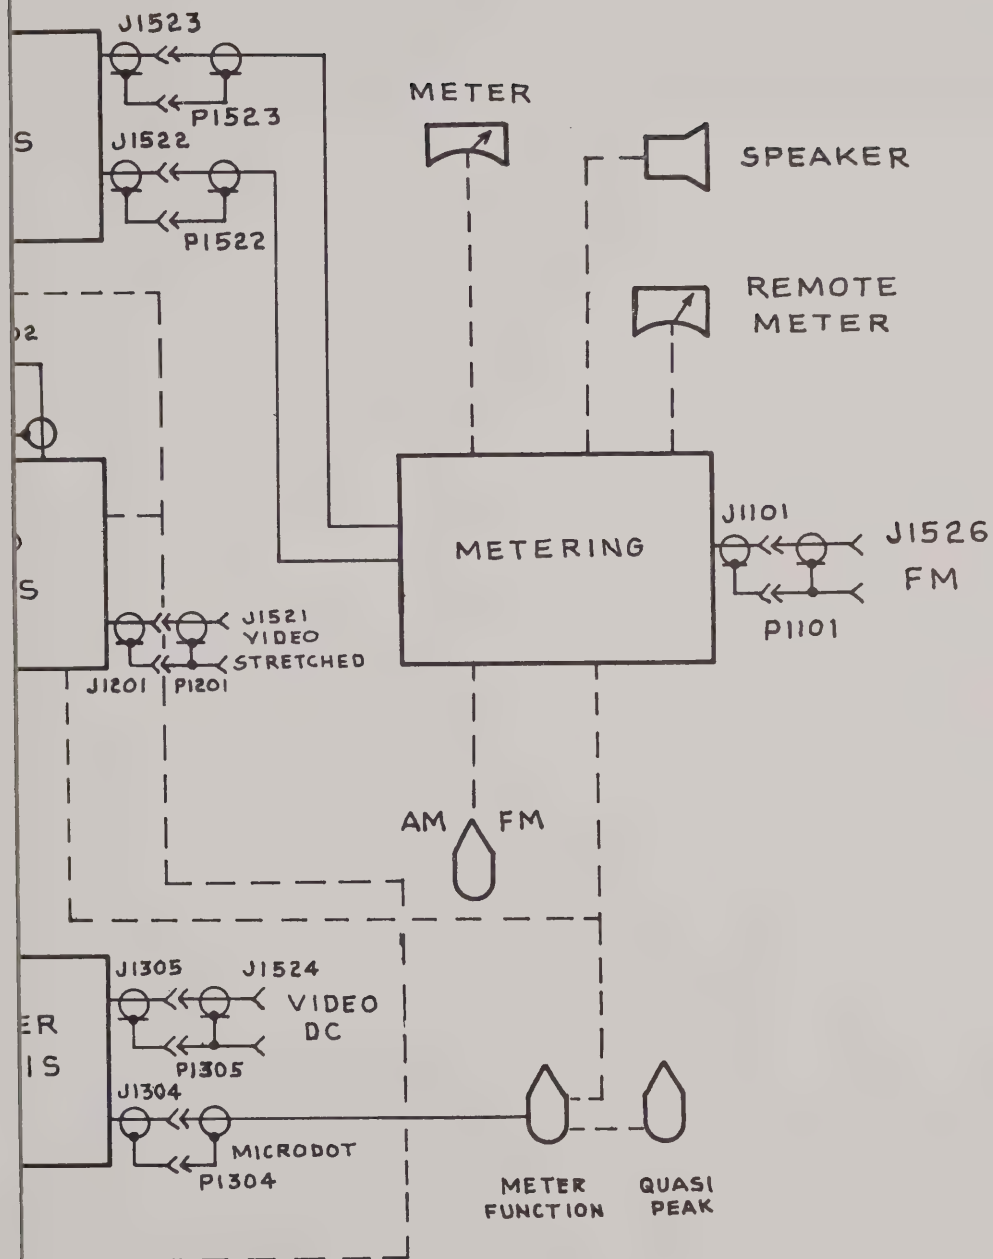 J1523
P1523
J1522
P1522
S
METER
SPEAKER
REMOTE
METER
02
METERING
J1101
J1526
FM
P1101
S
J1521
VIDEO
STRETCHED
J1201
P1201
AM
FM
J1305
J1524
VIDEO
DC
P1305
ER
IS
J1304
MICRODOT
P1304
METER
FUNCTION
QUASI
PEAK